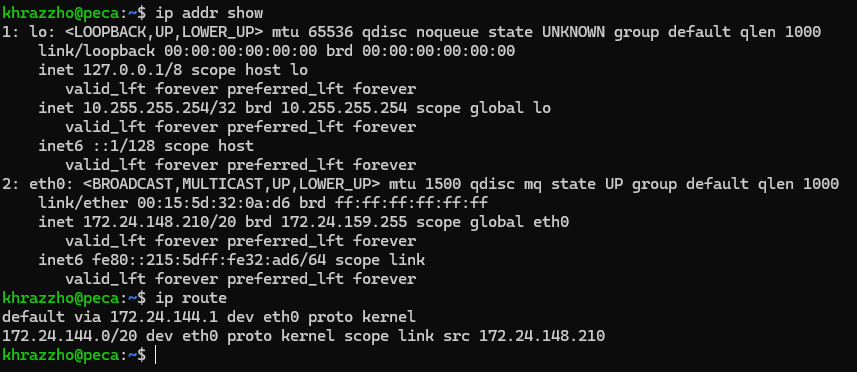 khrazzho@peca:~$ ip addr show
1: lo: <LOOPBACK,UP,LOWER_UP> mtu 65536 qdisc noqueue state UNKNOWN group default qlen 1000
    link/loopback 00:00:00:00:00:00 brd 00:00:00:00:00:00
    inet 127.0.0.1/8 scope host lo
       valid_lft forever preferred_lft forever
    inet 10.255.255.254/32 brd 10.255.255.254 scope global lo
       valid_lft forever preferred_lft forever
    inet6 ::1/128 scope host
       valid_lft forever preferred_lft forever
2: eth0: <BROADCAST,MULTICAST,UP,LOWER_UP> mtu 1500 qdisc mq state UP group default qlen 1000
    link/ether 00:15:5d:32:0a:d6 brd ff:ff:ff:ff:ff:ff
    inet 172.24.148.210/20 brd 172.24.159.255 scope global eth0
       valid_lft forever preferred_lft forever
    inet6 fe80::215:5dff:fe32:ad6/64 scope link
       valid_lft forever preferred_lft forever
khrazzho@peca:~$ ip route
default via 172.24.144.1 dev eth0 proto kernel
172.24.144.0/20 dev eth0 proto kernel scope link src 172.24.148.210
khrazzho@peca:~$